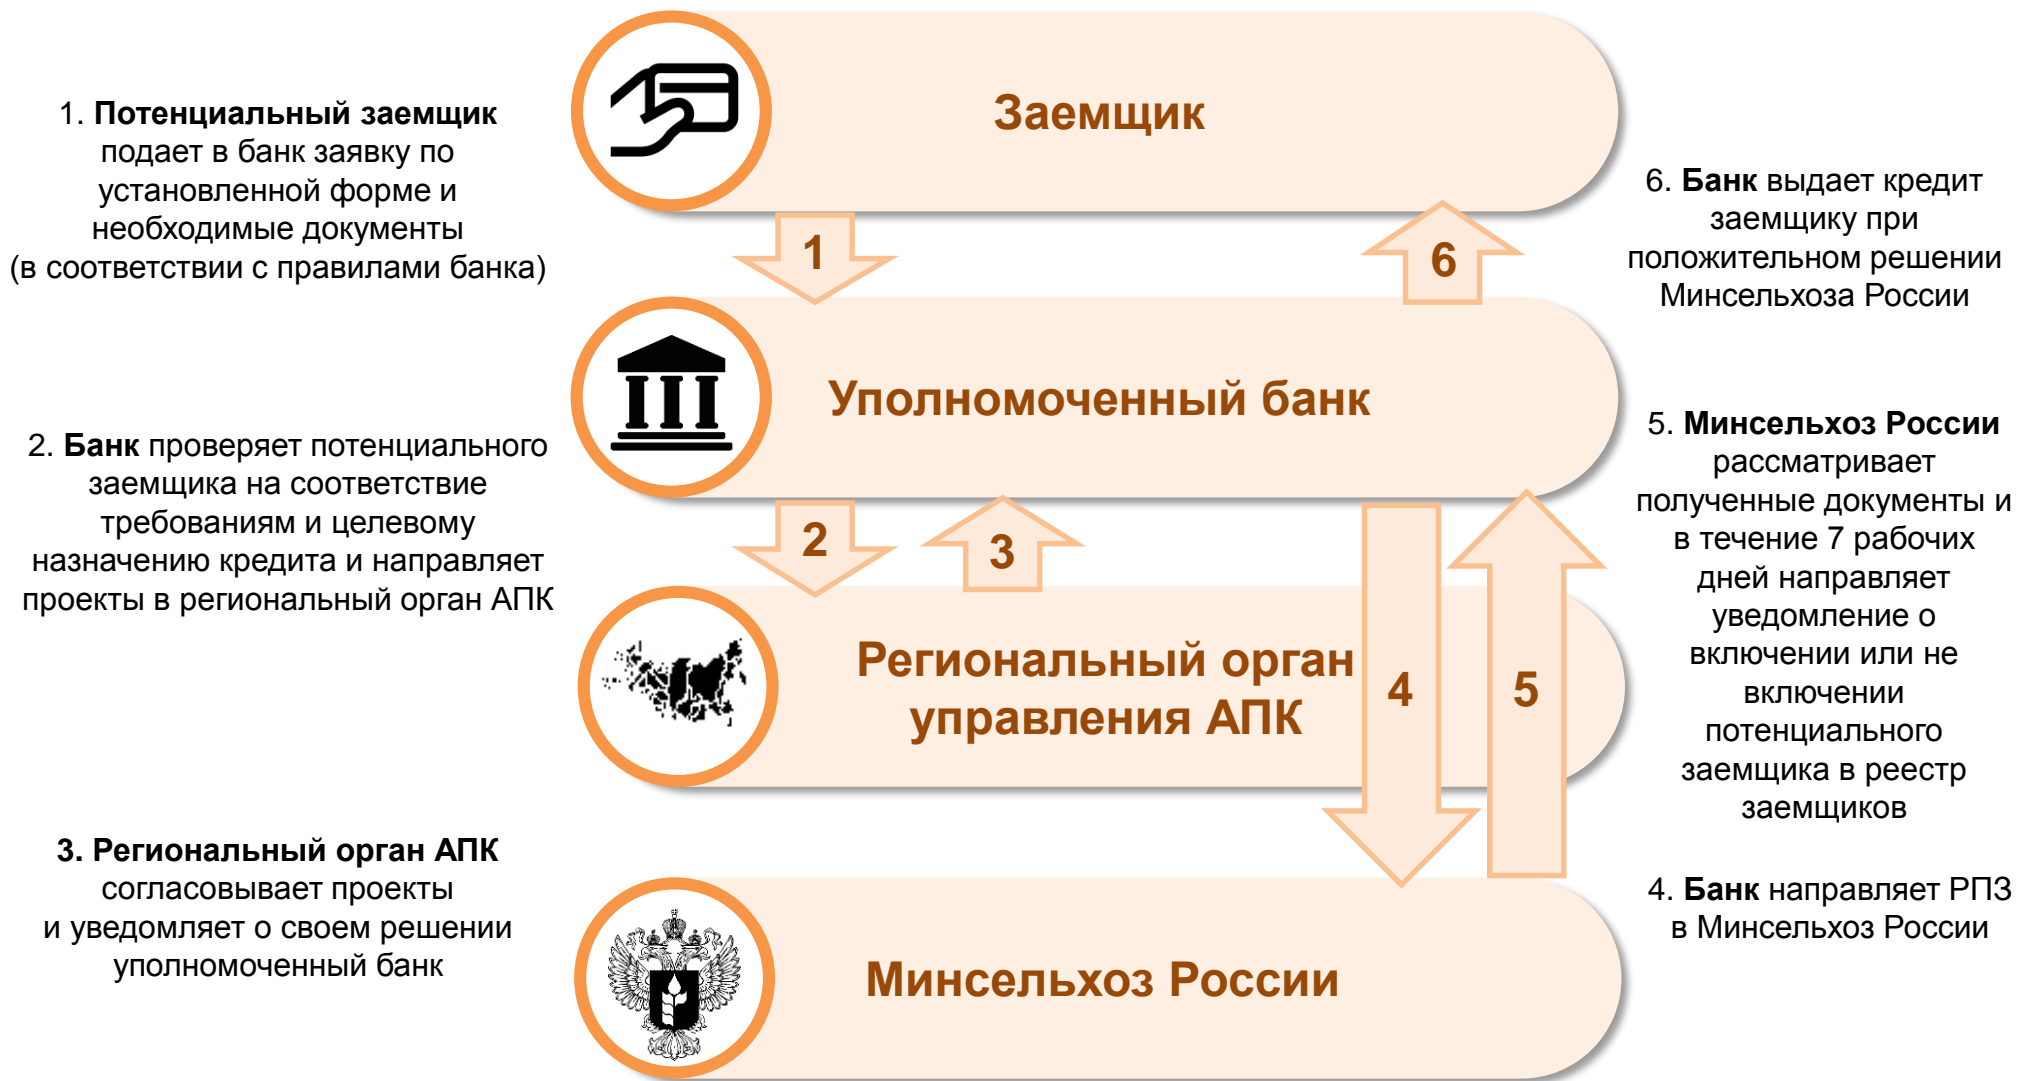 1. Потенциальный заемщик
подает в банк заявку по
установленной форме и
необходимые документы
(в соответствии с правилами банка)
2. Банк проверяет потенциального
заемщика на соответствие
требованиям и целевому
назначению кредита и направляет
проекты в региональный орган АПК
3. Региональный орган АПК
согласовывает проекты
и уведомляет о своем решении
уполномоченный банк
Заемщик
1
6
Уполномоченный банк
2
3
Региональный орган
управления АПК
4
5
Минсельхоз России
6. Банк выдает кредит
заемщику при
положительном решении
Минсельхоза России
5. Минсельхоз России
рассматривает
полученные документы и
в течение 7 рабочих
дней направляет
уведомление о
включении или не
включении
потенциального
заемщика в реестр
заемщиков
4. Банк направляет РПЗ
в Минсельхоз России